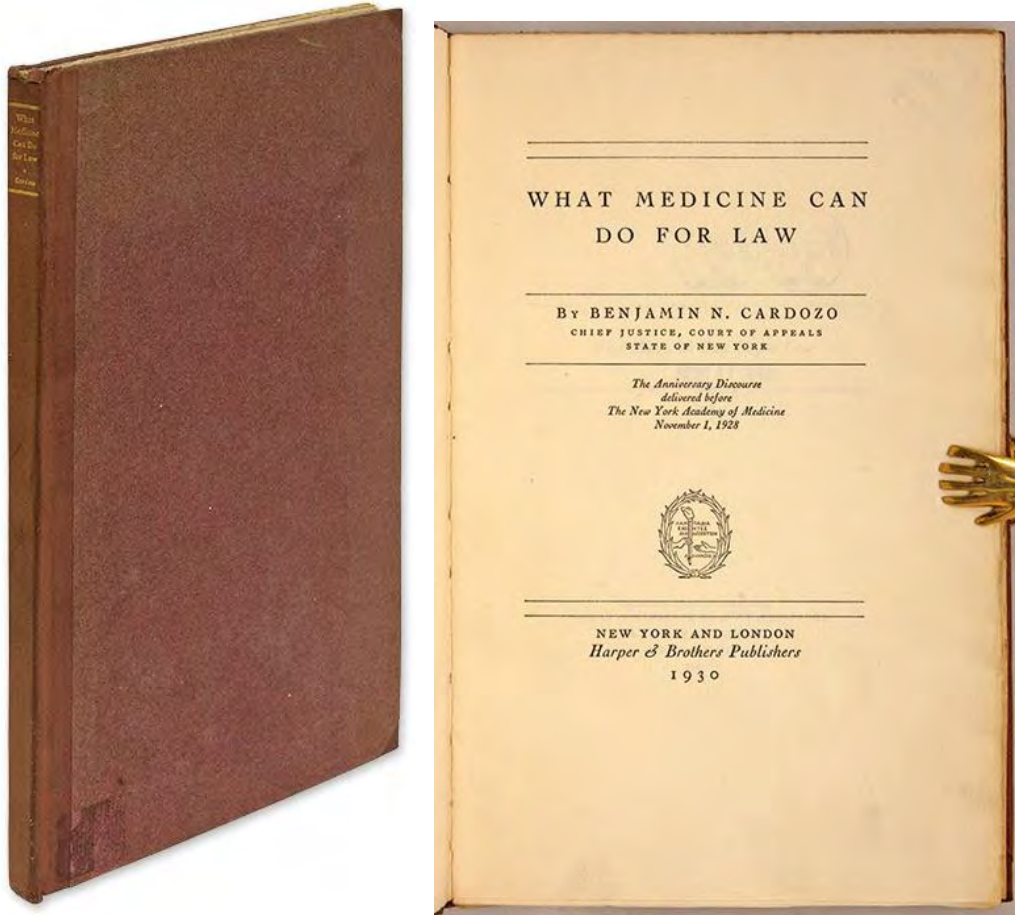 What
Medicine
Can Do
for Law
Cardozo
WHAT MEDICINE CAN
DO FOR LAW
By BENJAMIN N. CARDOZO
CHIEF JUSTICE, COURT OF APPEALS
STATE OF NEW YORK
The Anniversary Discourse
delivered before
The New York Academy of Medicine
November 1, 1928
NEW YORK AND LONDON
Harper & Brothers Publishers
1930